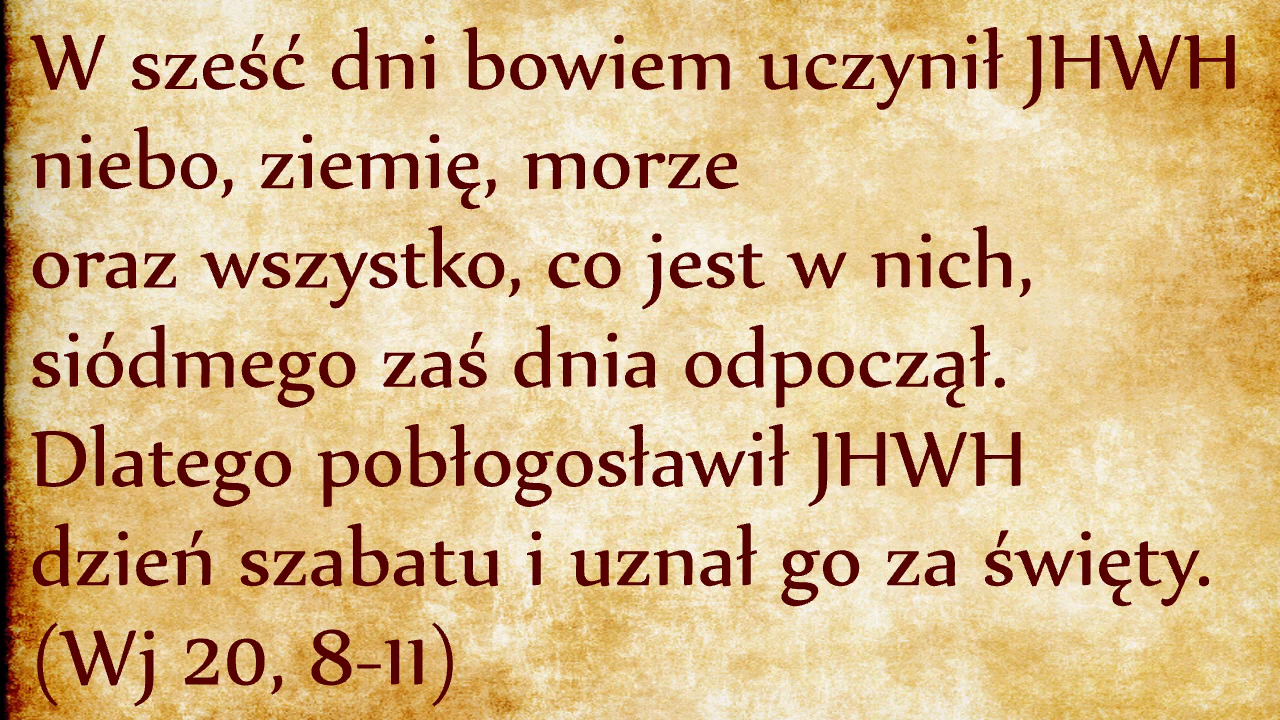 W sześć dni bowiem uczynił JHWH
niebo, ziemię, morze
oraz wszystko, co jest w nich,
siódmego zaś dnia odpoczął.
Dlatego pobłogosławił JHWH
dzień szabatu i uznał go za święty.
(Wj 20, 8-11)